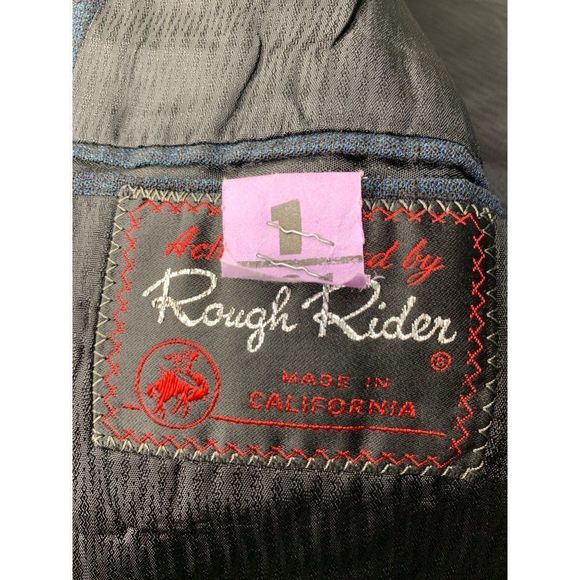 1
by
Rough Rider
®
MADE IN
CALIFORNIA